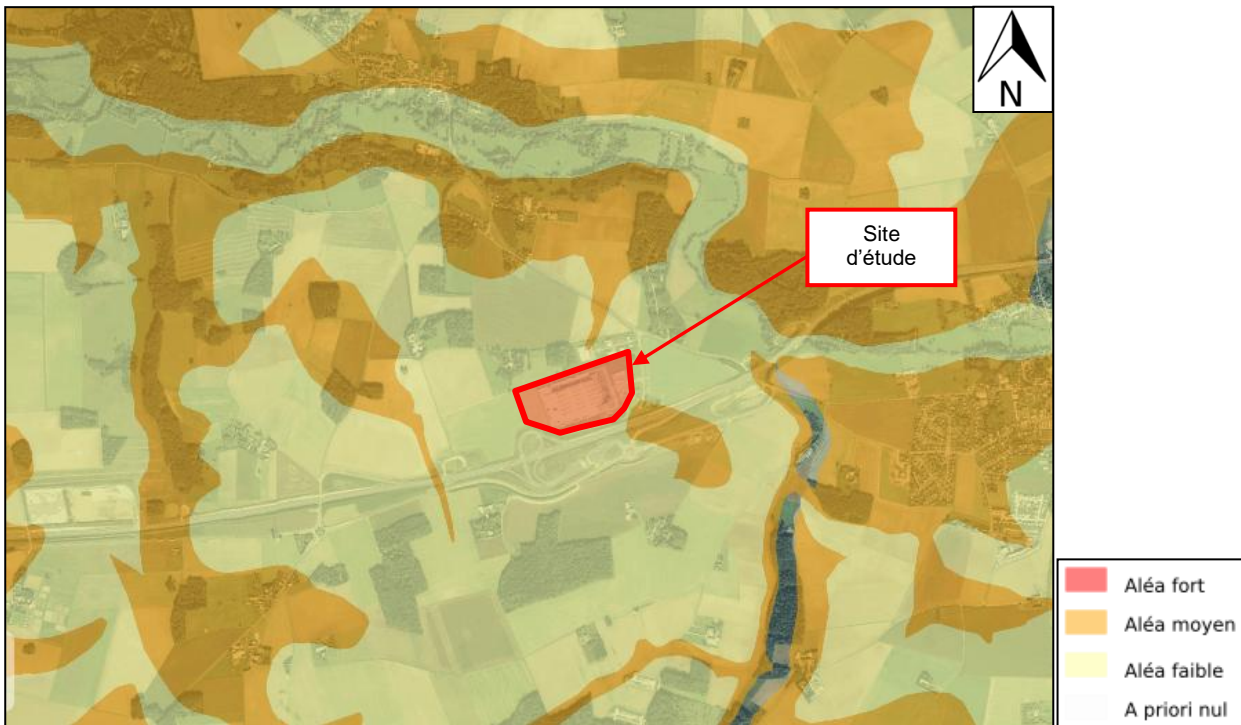 N
Site
d’étude
Aléa fort
Aléa moyen
Aléa faible
A priori nul